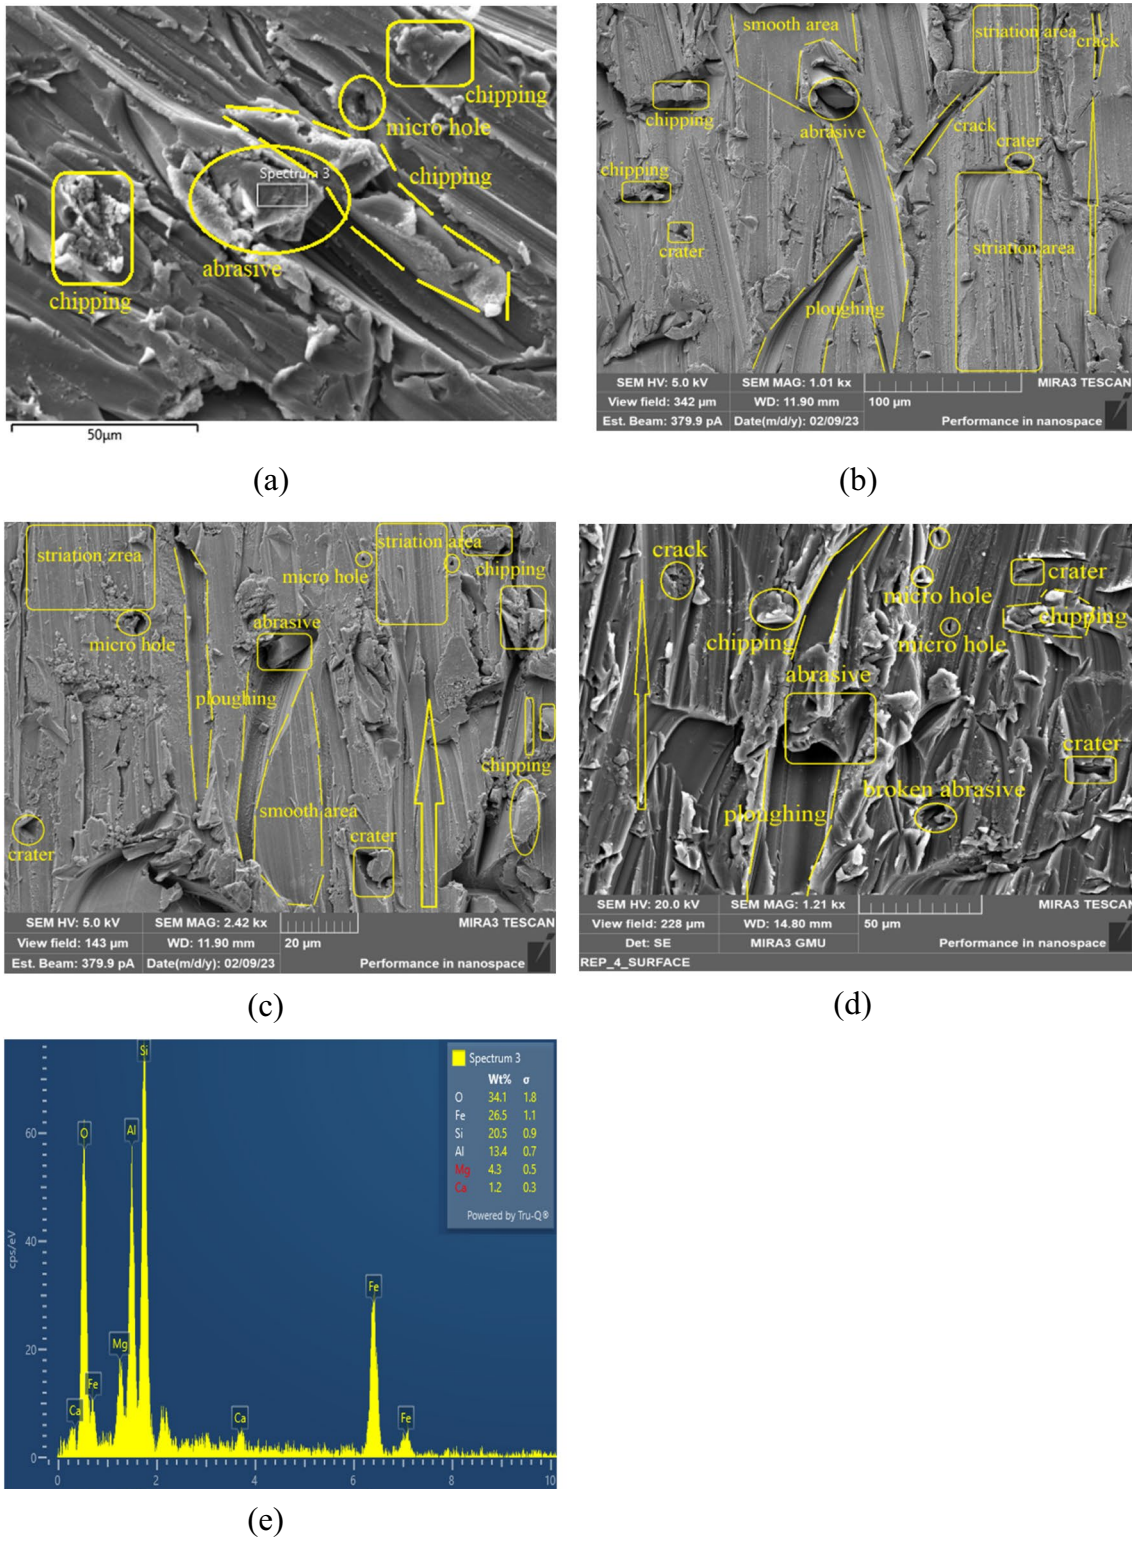 chipping
micro hole
chipping
Spectrum 3
abrasive
chipping
50µm
(a)
smooth area
striation area
crack
chipping
abrasive
crack
crater
chipping
crater
striation area
ploughing
SEM HV: 5.0 kV
SEM MAG: 1.01 kx
MIRA3 TESCAN
View field: 342 µm
WD: 11.90 mm
100 µm
Est. Beam: 379.9 pA
Date(m/d/y): 02/09/23
Performance in nanospace
(b)
striation zrea
striation area
micro hole
chipping
micro hole
abrasive
ploughing
chipping
smooth area
crater
crater
SEM HV: 5.0 kV
SEM MAG: 2.42 kx
MIRA3 TESCAN
View field: 143 µm
WD: 11.90 mm
20 µm
Est. Beam: 379.9 pA
Date(m/d/y): 02/09/23
Performance in nanospace
(c)
crack
crater
micro hole
chipping
chipping
micro hole
abrasive
crater
broken abrasive
ploughing
SEM HV: 20.0 kV
SEM MAG: 1.21 kx
MIRA3 TESCAN
View field: 228 µm
WD: 14.80 mm
50 µm
Det: SE
MIRA3 GMU
Performance in nanospace
REP_4_SURFACE
(d)
Spectrum 3
Wt% σ
O 34.1 1.8
Fe 26.5 1.1
Si 20.5 0.9
Al 13.4 0.7
Mg 4.3 0.5
Ca 1.2 0.3
Powered by Tru-Q®
Si
O
Al
Mg
Fe
Ca
Ca
Fe
Fe
cps/eV
60
40
20
0
0 2 4 6 8 10
(e)